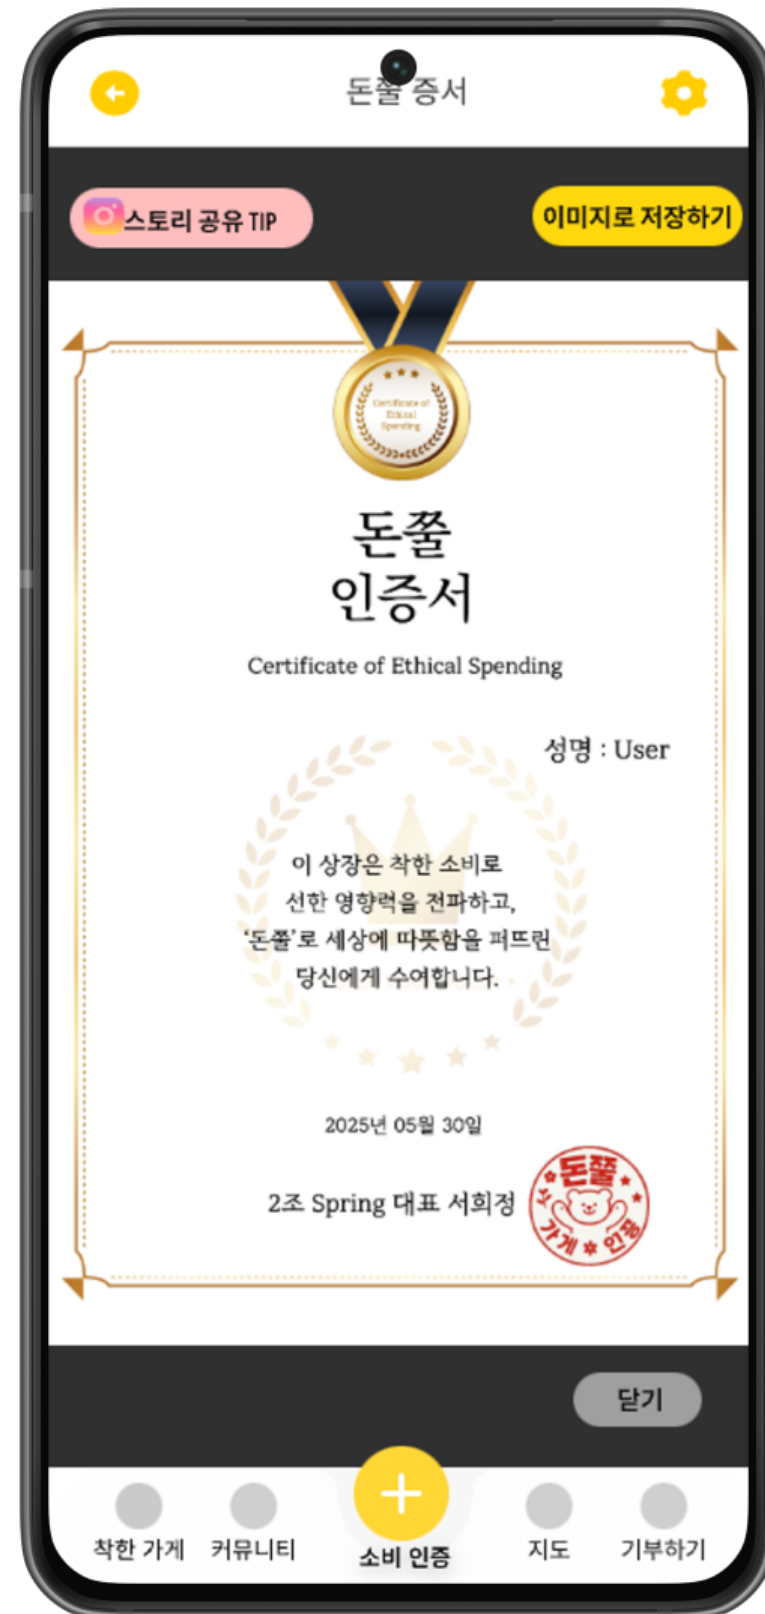 돈쭐 증서
스토리 공유 TIP
이미지로 저장하기
Certificate of
Ethical
Spending
돈쭐
인증서
Certificate of Ethical Spending
성명 : User
이 상장은 착한 소비로
선한 영향력을 전파하고,
‘돈쭐’로 세상에 따뜻함을 퍼뜨린
당신에게 수여합니다.
2025년 05월 30일
2조 Spring 대표 서희정
돈쭐
가게
인증
닫기
착한 가게
커뮤니티
소비 인증
지도
기부하기